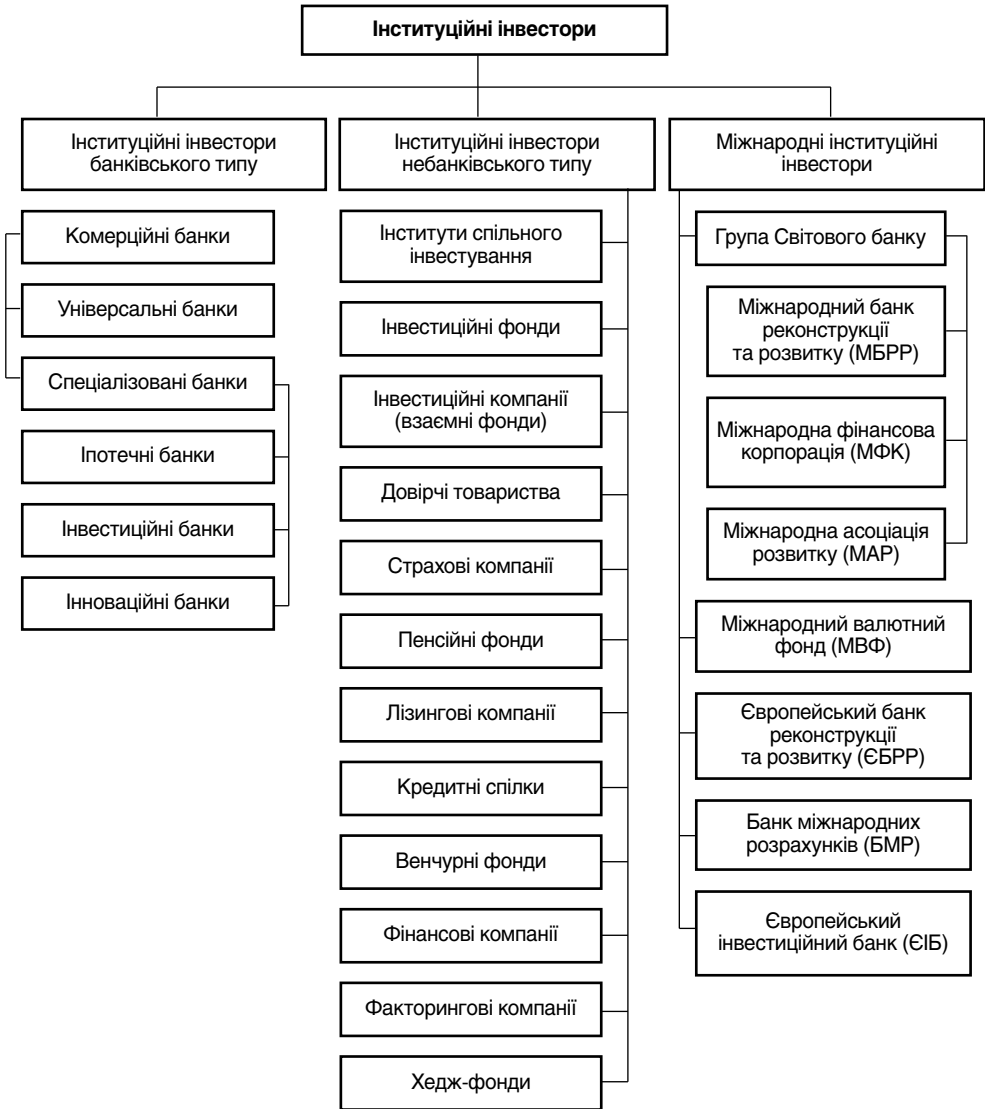 Інституційні інвестори
Інституційні інвестори
банківського типу
Комерційні банки
Універсальні банки
Спеціалізовані банки
Іпотечні банки
Інвестиційні банки
Інноваційні банки
Інституційні інвестори
небанківського типу
Інститути спільного
інвестування
Інвестиційні фонди
Інвестиційні компанії
(взаємні фонди)
Довірчі товариства
Страхові компанії
Пенсійні фонди
Лізингові компанії
Кредитні спілки
Венчурні фонди
Фінансові компанії
Факторингові компанії
Хедж-фонди
Міжнародні інституційні
інвестори
Група Світового банку
Міжнародний банк
реконструкції
та розвитку (МБРР)
Міжнародна фінансова
корпорація (МФК)
Міжнародна асоціація
розвитку (МАР)
Міжнародний валютний
фонд (МВФ)
Європейський банк
реконструкції
та розвитку (ЄБРР)
Банк міжнародних
розрахунків (БМР)
Європейський
інвестиційний банк (ЄІБ)